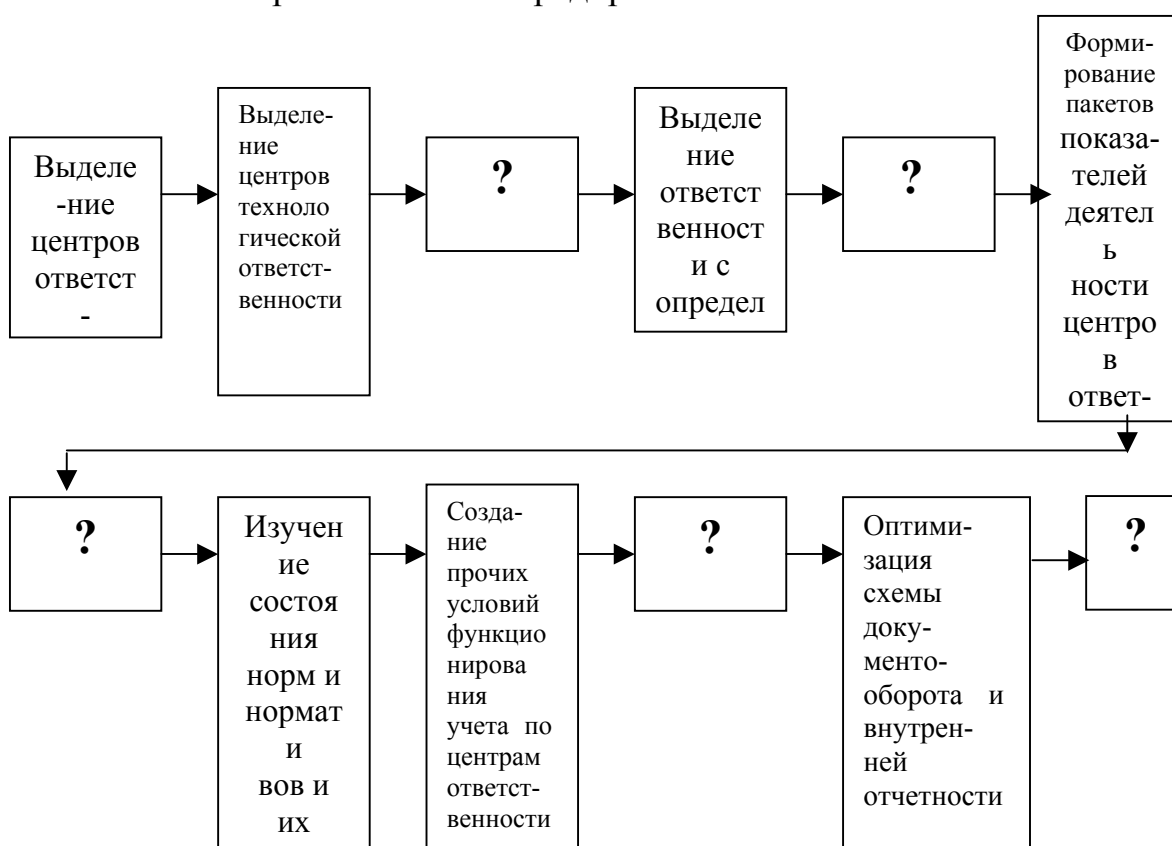 Выделе
-ние
центров
ответст
-
Выделе-
ние
центров
техноло
гической
ответст-
венности
?
Выделе
ние
ответст
венност
и с
определ
?
Форми-
рование
пакетов
показа-
телей
деятел
ь
ности
центро
в
ответ-
?
Изучен
ие
состоя
ния
норм и
нормат
и
вов и
их
Созда-
ние
прочих
условий
функцио
нирова
ния
учета по
центрам
ответст-
венности
?
Оптими-
зация
схемы
доку-
менто-
оборота и
внутрен-
ней
отчетности
?